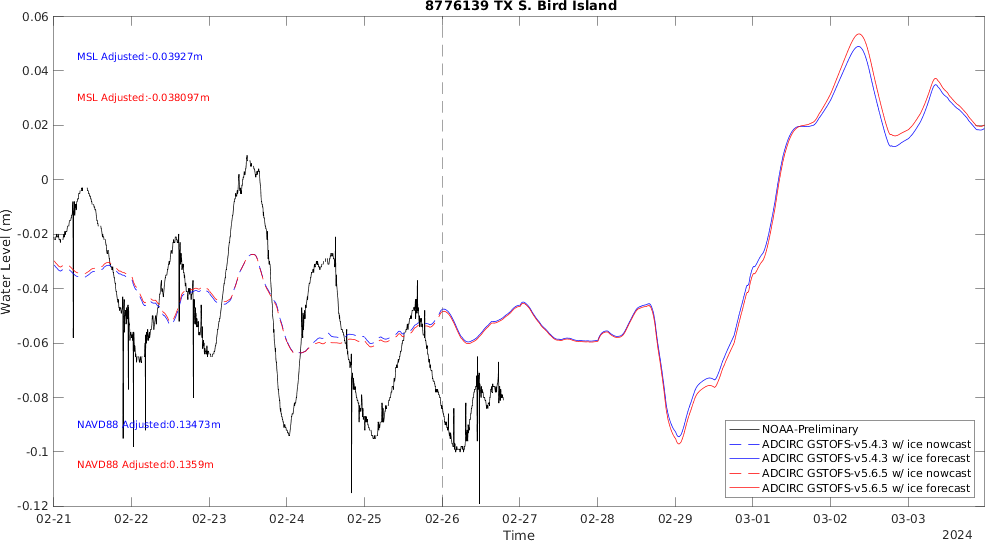 8776139 TX S. Bird Island
0.06
0.04
0.02
0
-0.02
-0.04
-0.06
-0.08
-0.1
-0.12
Water Level (m)
MSL Adjusted:-0.03927m
MSL Adjusted:-0.038097m
NAVD88 Adjusted:0.13473m
NAVD88 Adjusted:0.1359m
NOAA-Preliminary
ADCIRC GSTOFS-v5.4.3 w/ ice nowcast
ADCIRC GSTOFS-v5.4.3 w/ ice forecast
ADCIRC GSTOFS-v5.6.5 w/ ice nowcast
ADCIRC GSTOFS-v5.6.5 w/ ice forecast
02-21 02-22 02-23 02-24 02-25 02-26 02-27 02-28 02-29 03-01 03-02 03-03
Time
2024